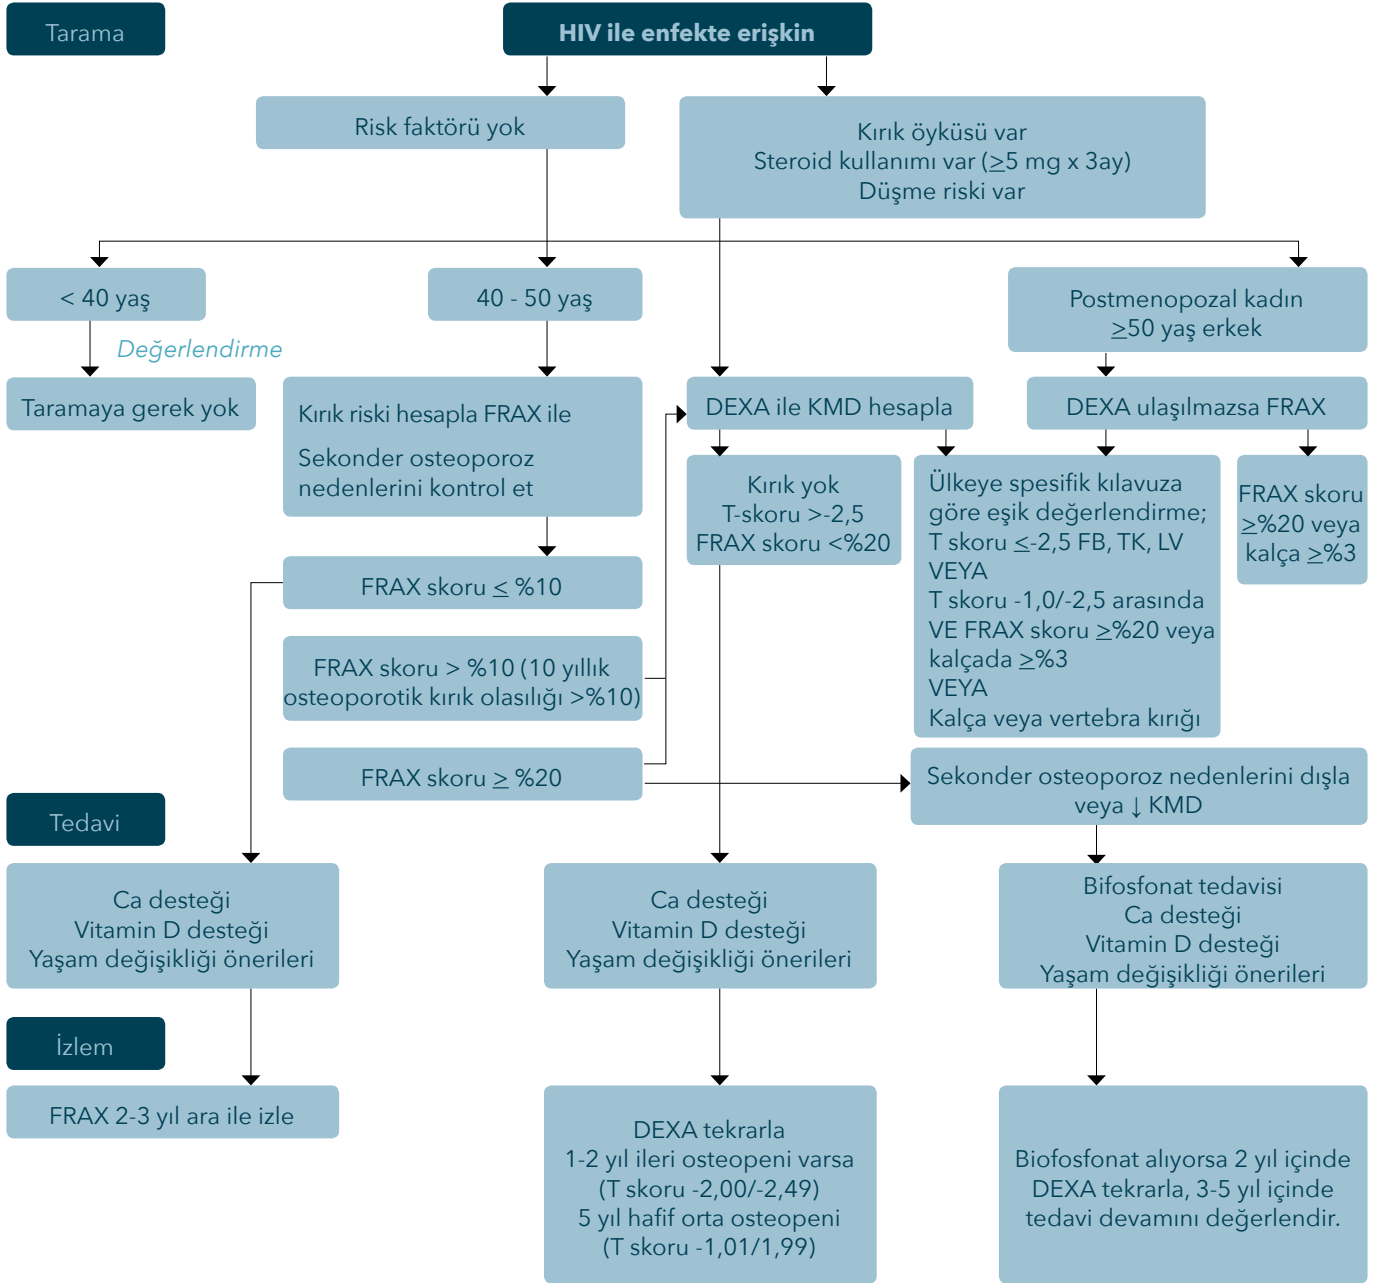 Tarama
HIV ile enfekte erişkin
Risk faktörü yok
Kırık öyküsü var
Steroid kullanımı var (≥5 mg x 3ay)
Düşme riski var
< 40 yaş
40 - 50 yaş
Postmenopozal kadın
≥50 yaş erkek
Değerlendirme
Taramaya gerek yok
Kırık riski hesapla FRAX ile
Sekonder osteoporoz
nedenlerini kontrol et
DEXA ile KMD hesapla
DEXA ulaşılmazsa FRAX
Kırık yok
T-skoru >-2,5
FRAX skoru <%20
Ülkeye spesifik kılavuza
göre eşik değerlendirme;
T skoru ≤-2,5 FB, TK, LV
VEYA
T skoru -1,0/-2,5 arasında
VE FRAX skoru ≥%20 veya
kalçada ≥%3
VEYA
Kalça veya vertebra kırığı
FRAX skoru
≥%20 veya
kalça ≥%3
FRAX skoru ≤ %10
FRAX skoru > %10 (10 yıllık
osteoporotik kırık olasılığı >%10)
FRAX skoru ≥ %20
Sekonder osteoporoz nedenlerini dışla
veya ↓ KMD
Tedavi
Ca desteği
Vitamin D desteği
Yaşam değişikliği önerileri
Ca desteği
Vitamin D desteği
Yaşam değişikliği önerileri
Bifosfonat tedavisi
Ca desteği
Vitamin D desteği
Yaşam değişikliği önerileri
İzlem
FRAX 2-3 yıl ara ile izle
DEXA tekrarla
1-2 yıl ileri osteopeni varsa
(T skoru -2,00/-2,49)
5 yıl hafif orta osteopeni
(T skoru -1,01/1,99)
Biofosfonat alıyorsa 2 yıl içinde
DEXA tekrarla, 3-5 yıl içinde
tedavi devamını değerlendir.